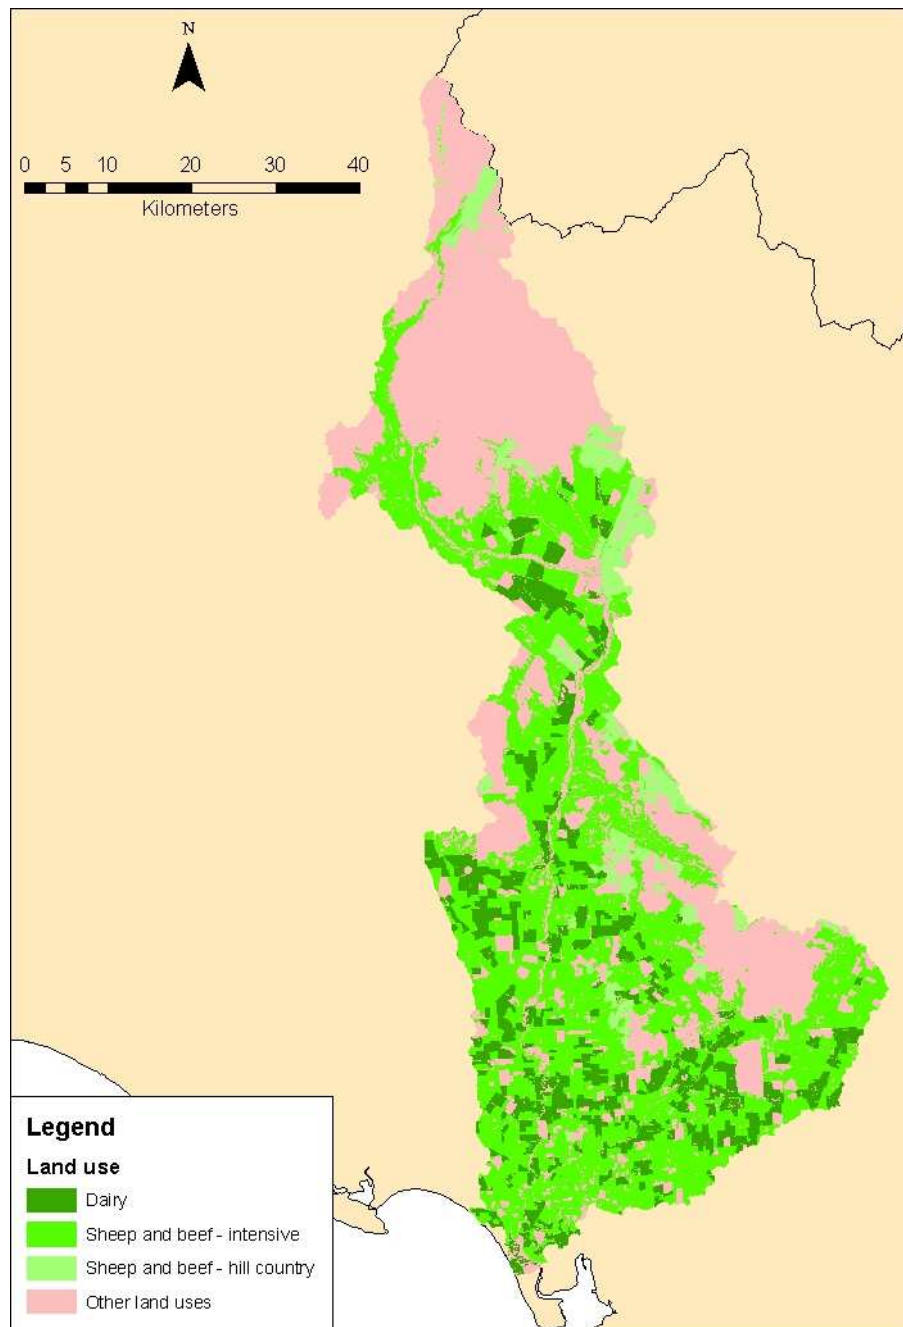 N
0 5 10 20 30 40
Kilometers
Legend
Land use
Dairy
Sheep and beef - intensive
Sheep and beef - hill country
Other land uses